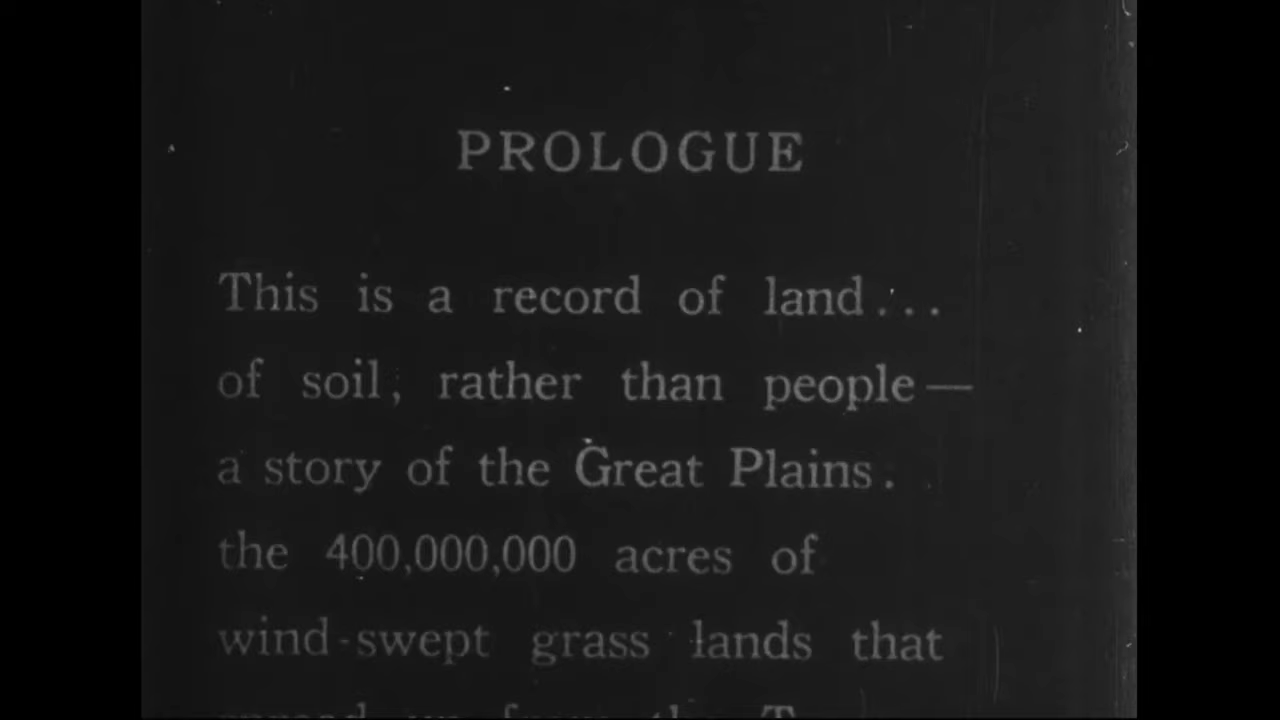 PROLOGUE
This is a record of land...
of soil, rather than people—
a story of the Great Plains.
the 400,000,000 acres of
wind-swept grass lands that